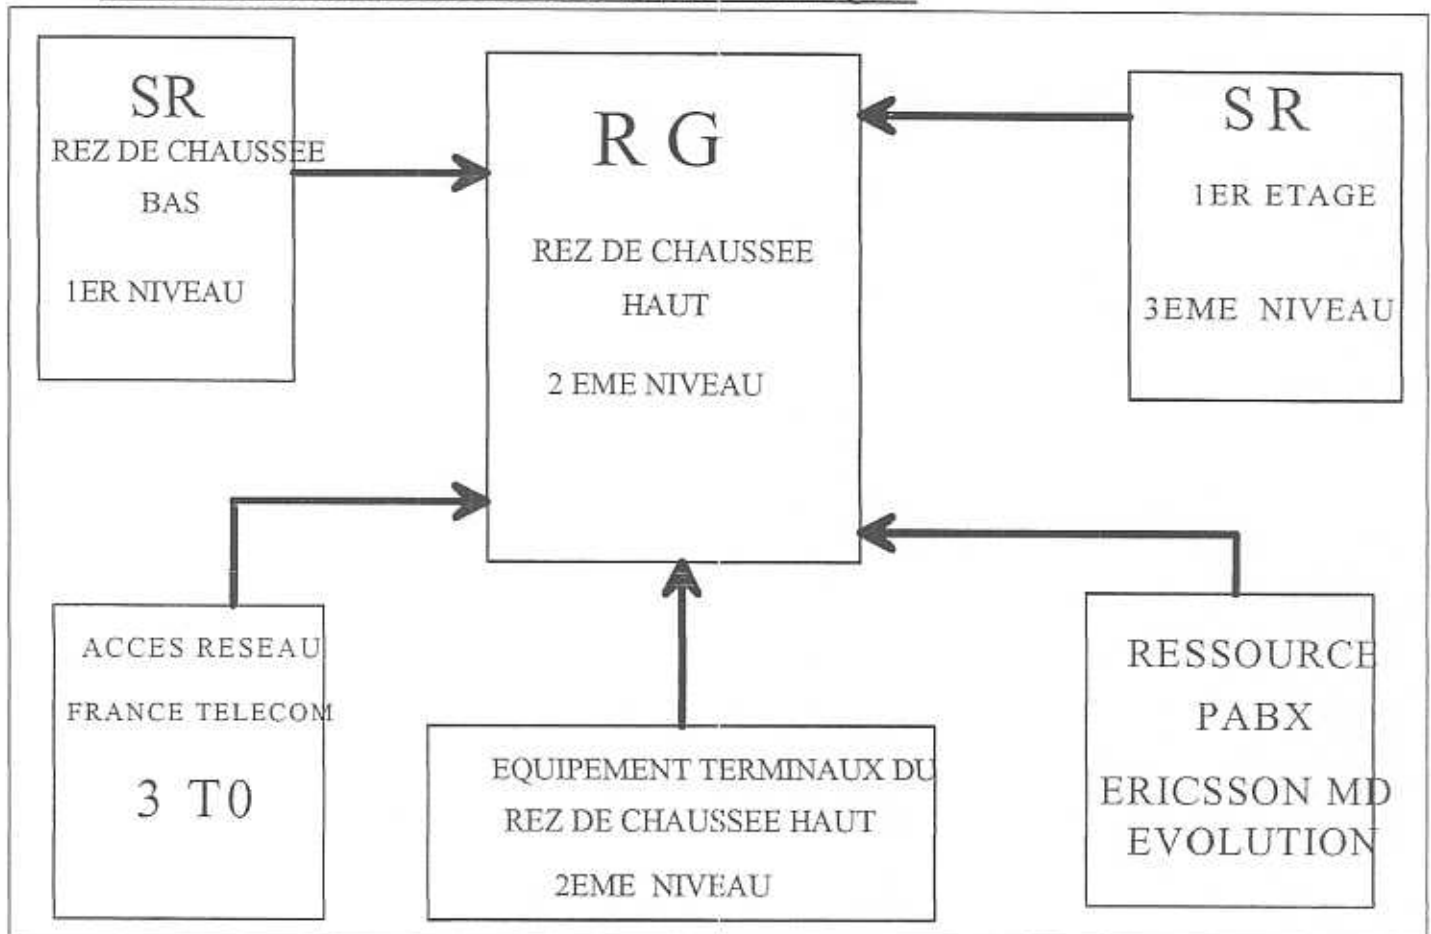 SR
REZ DE CHAUSSEE
BAS
1ER NIVEAU
R G
REZ DE CHAUSSEE
HAUT
2 EME NIVEAU
S R
1ER ETAGE
3EME NIVEAU
ACCES RESEAU
FRANCE TELECOM
3 T0
EQUIPEMENT TERMINAUX DU
REZ DE CHAUSSEE HAUT
2EME NIVEAU
RESSOURCE
PABX
ERICSSON MD
EVOLUTION